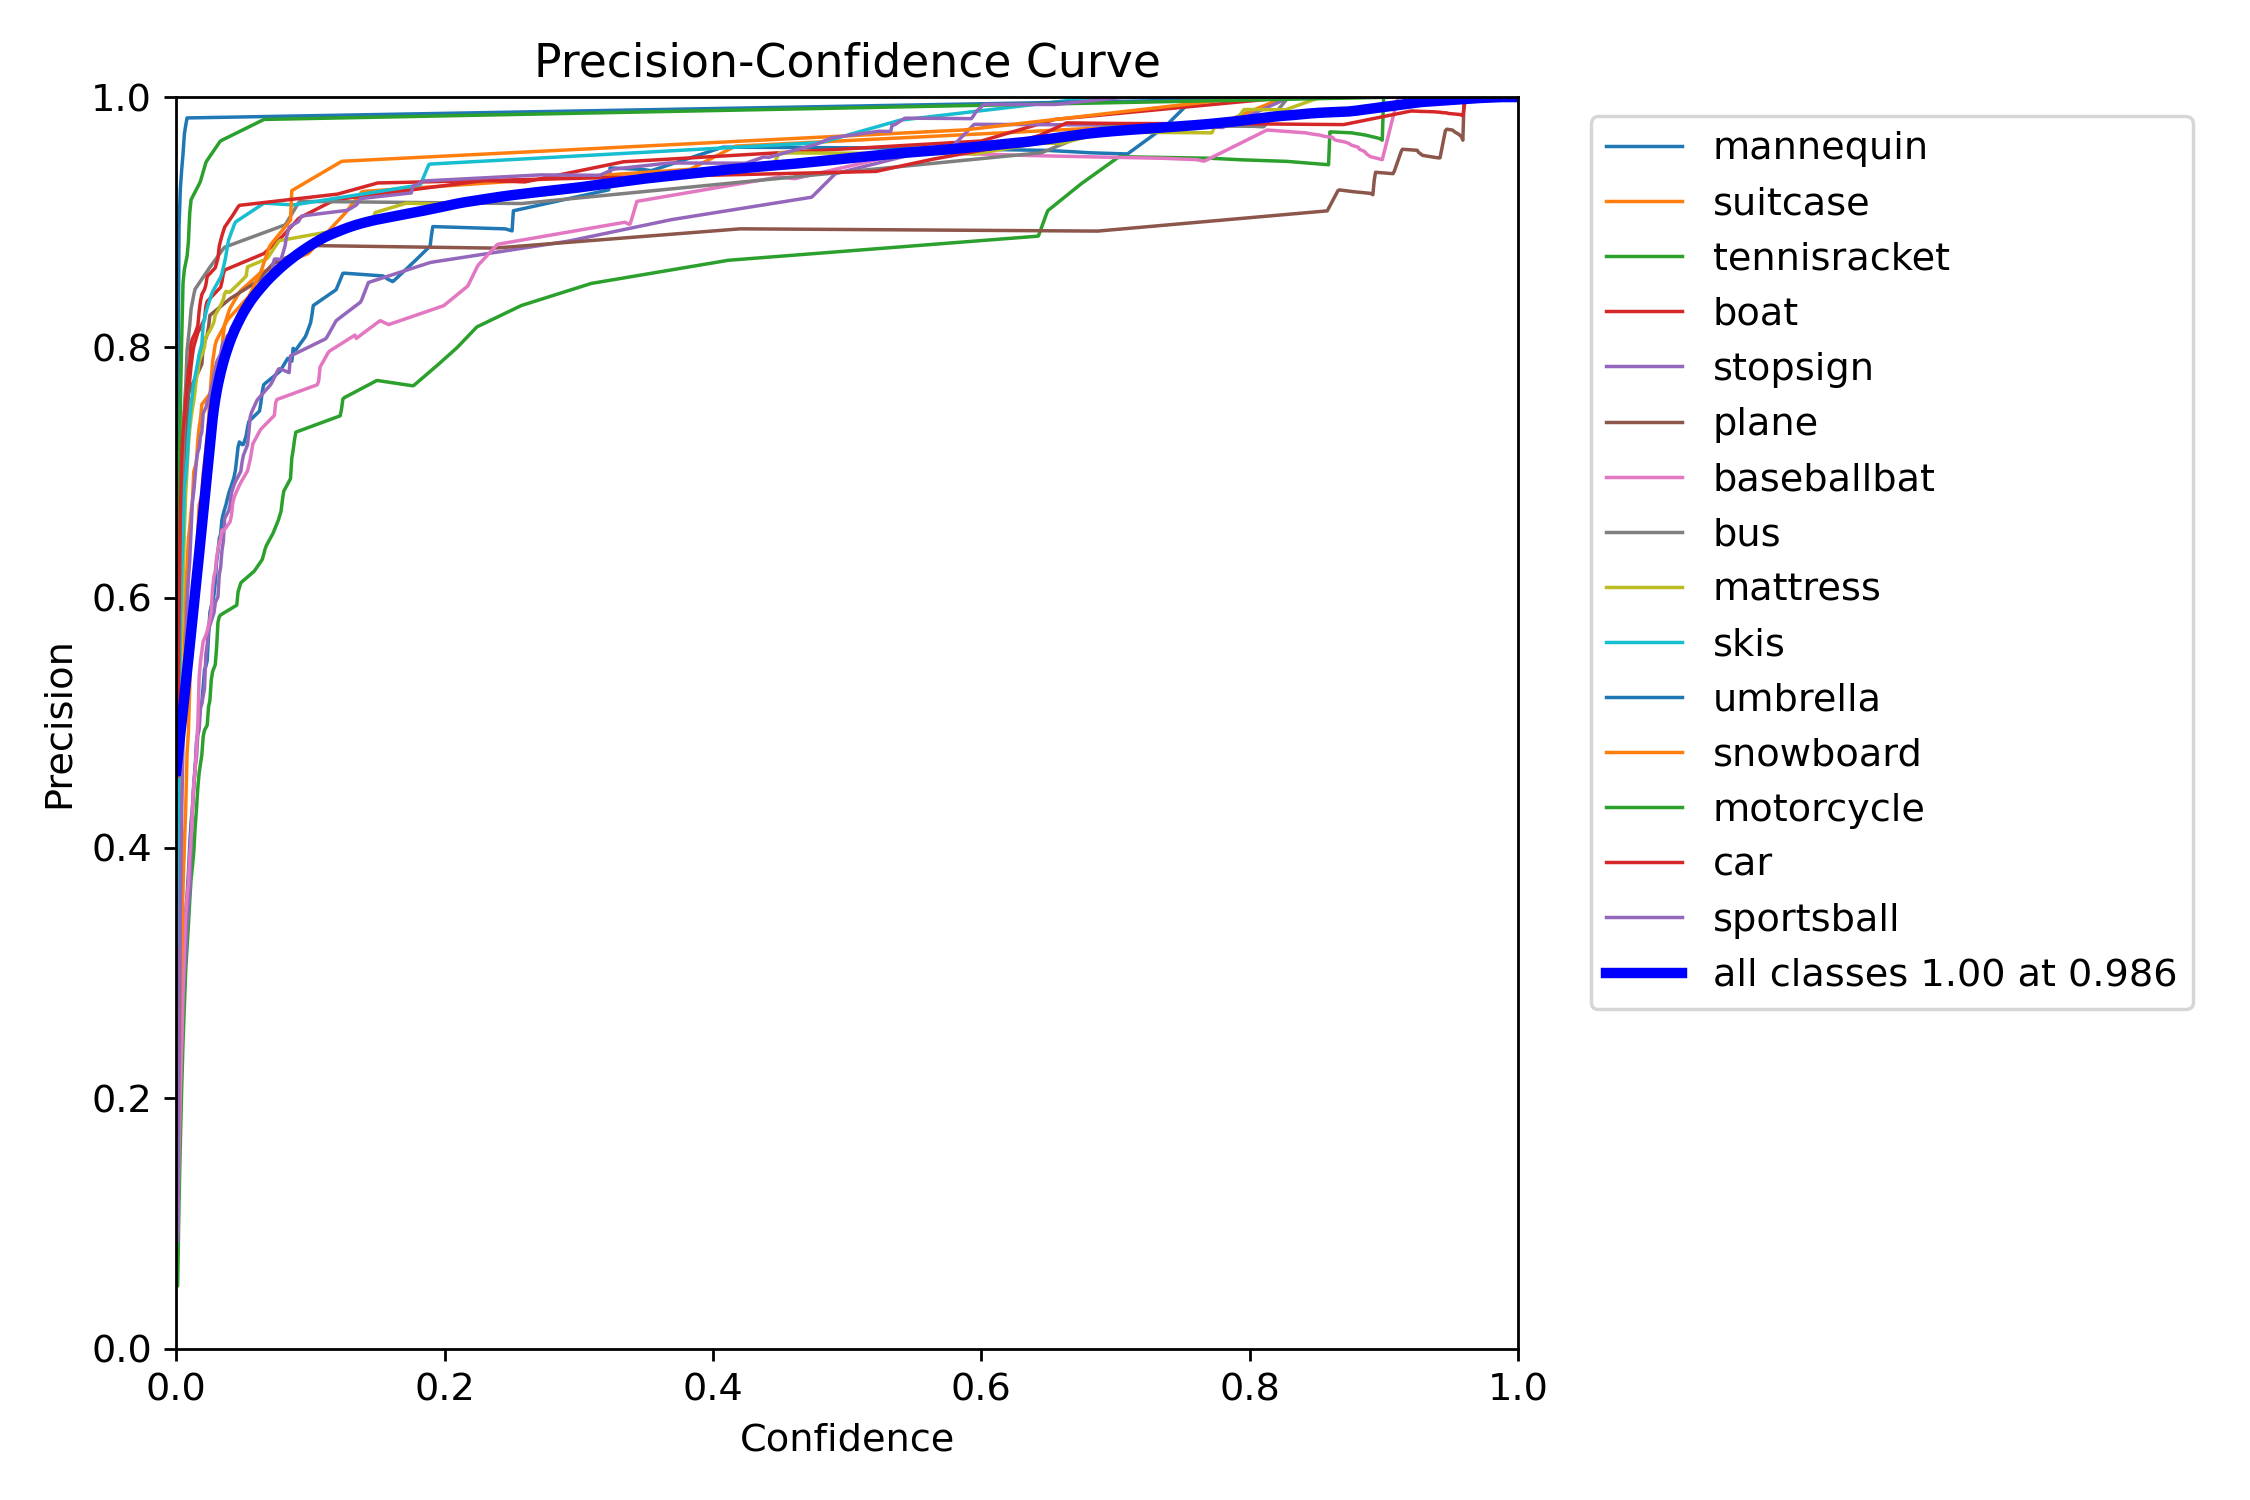 Precision-Confidence Curve
1.0
0.8
0.6
0.4
0.2
0.0
Precision
0.0 0.2 0.4 0.6 0.8 1.0
Confidence
mannequin
suitcase
tennisracket
boat
stopsign
plane
baseballbat
bus
mattress
skis
umbrella
snowboard
motorcycle
car
sportsball
all classes 1.00 at 0.986